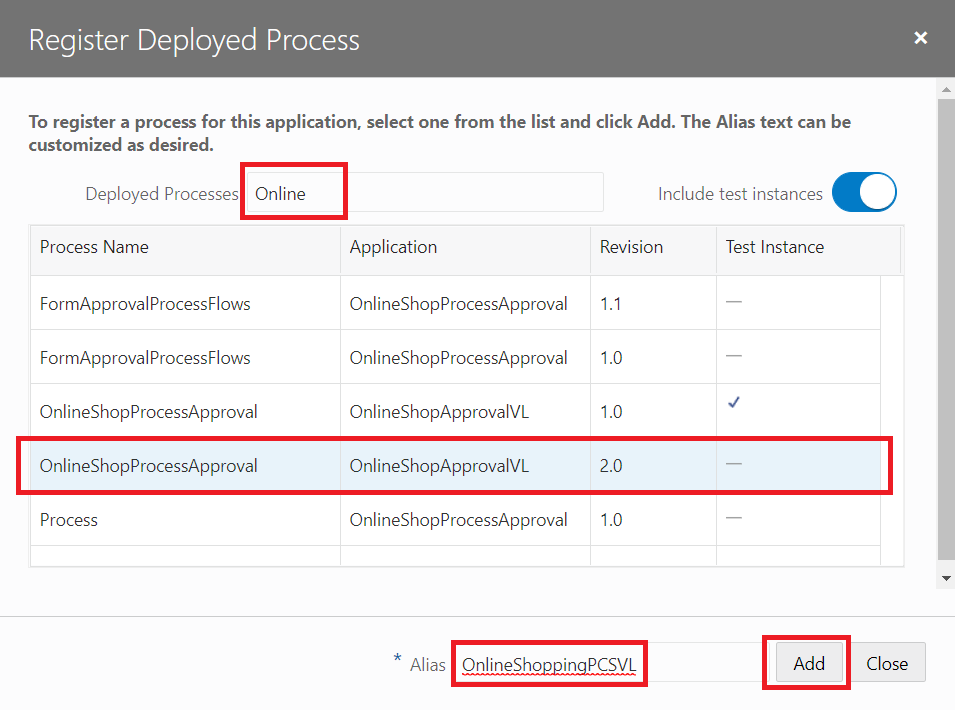 Register Deployed Process
To register a process for this application, select one from the list and click Add. The Alias text can be
customized as desired.
Deployed Processes Online Include test instances
Process Name Application Revision Test Instance
FormApprovalProcessFlows OnlineShopProcessApproval 1.1 —
FormApprovalProcessFlows OnlineShopProcessApproval 1.0 —
OnlineShopProcessApproval OnlineShopApprovalVL 1.0 ✓
OnlineShopProcessApproval OnlineShopApprovalVL 2.0 —
Process OnlineShopProcessApproval 1.0 —
* Alias OnlineShoppingPCSVL Add Close